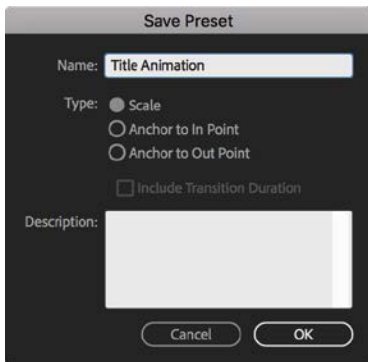 Save Preset
Name: Title Animation
Type: Scale
Anchor to In Point
Anchor to Out Point
Include Transition Duration
Description:
Cancel OK